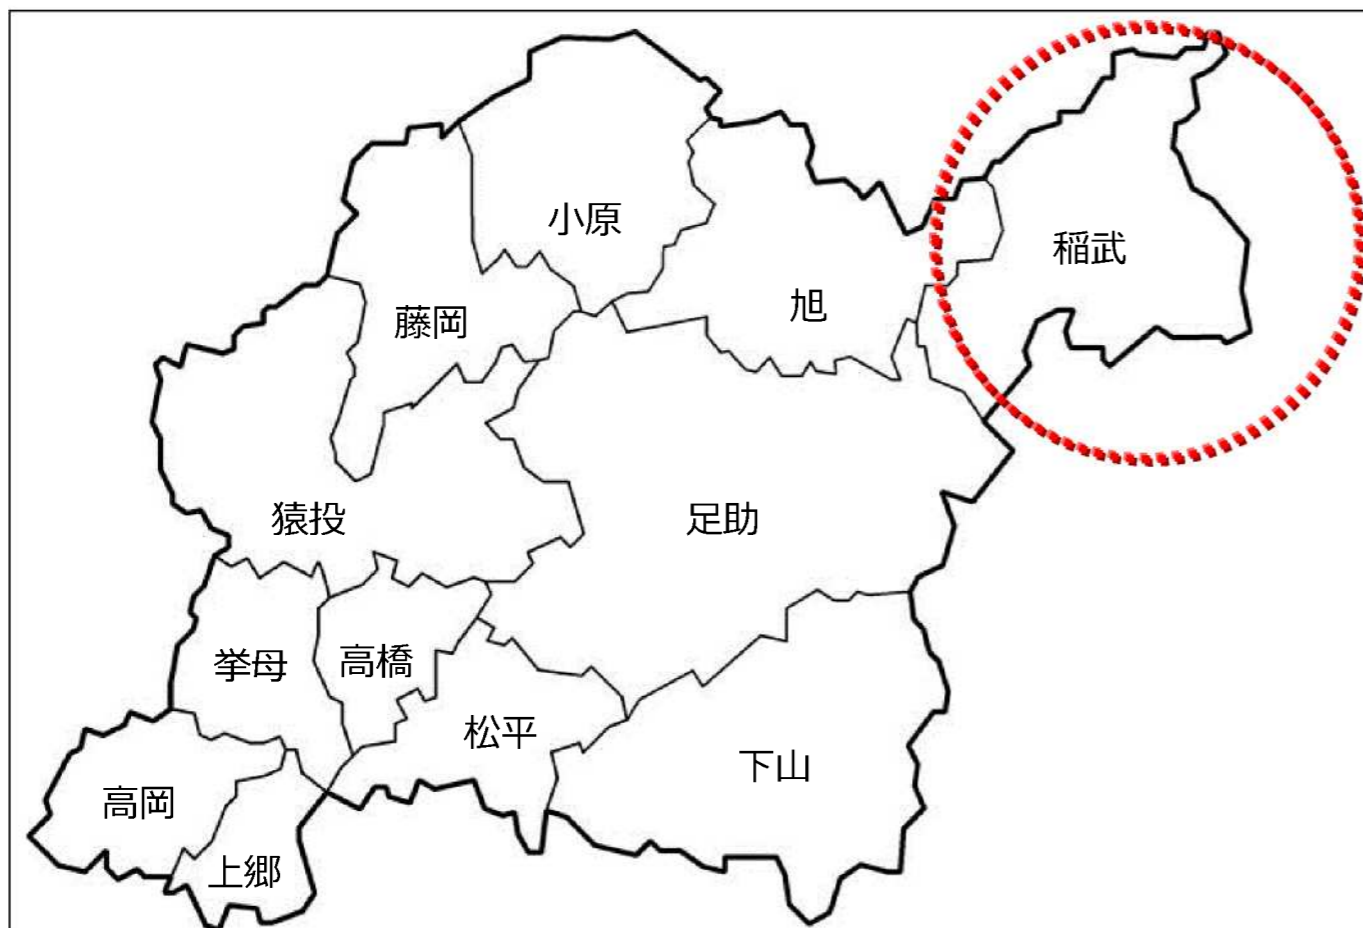 小原
稲武
旭
藤岡
猿投
足助
挙母
高橋
松平
下山
高岡
上郷